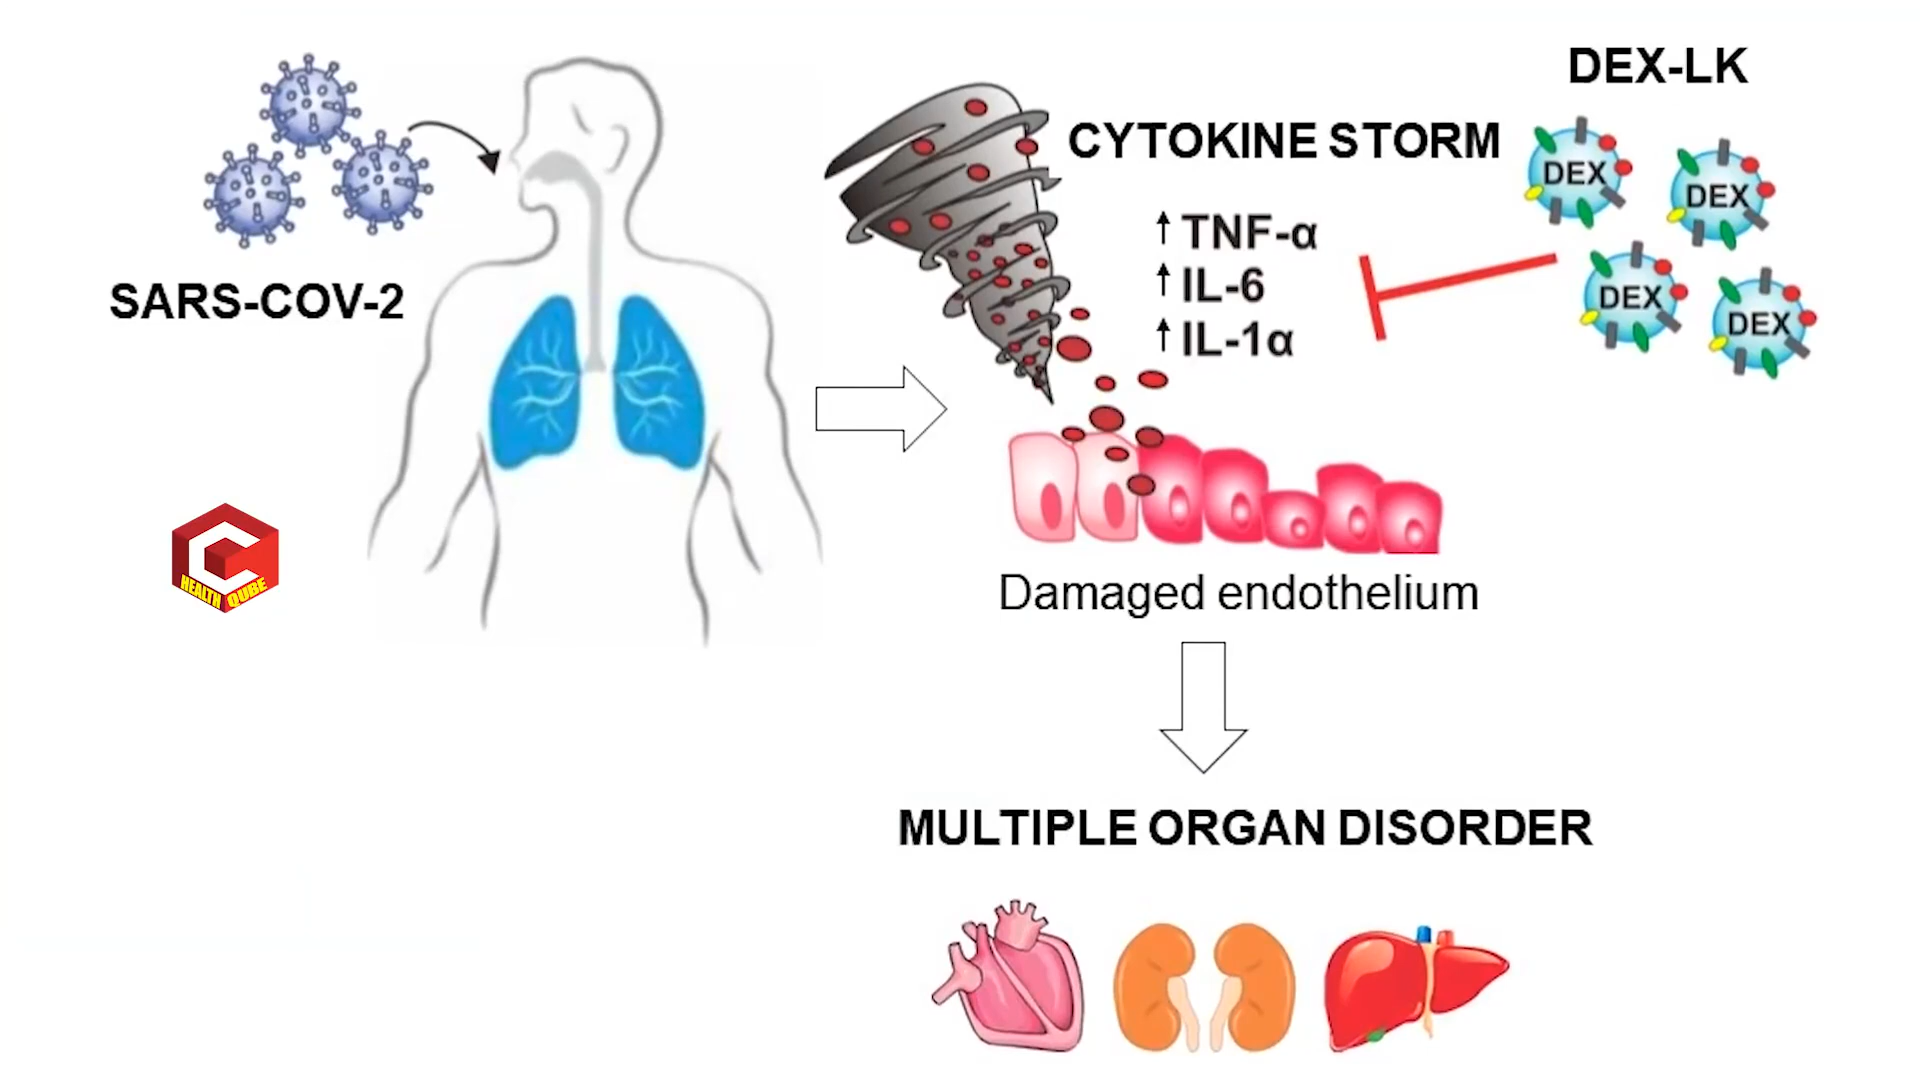 DEX-LK
CYTOKINE STORM
DEX
DEX
↑ TNF-α
↑ IL-6
↑ IL-1α
DEX
DEX
SARS-COV-2
HEALTH QUBE
Damaged endothelium
MULTIPLE ORGAN DISORDER